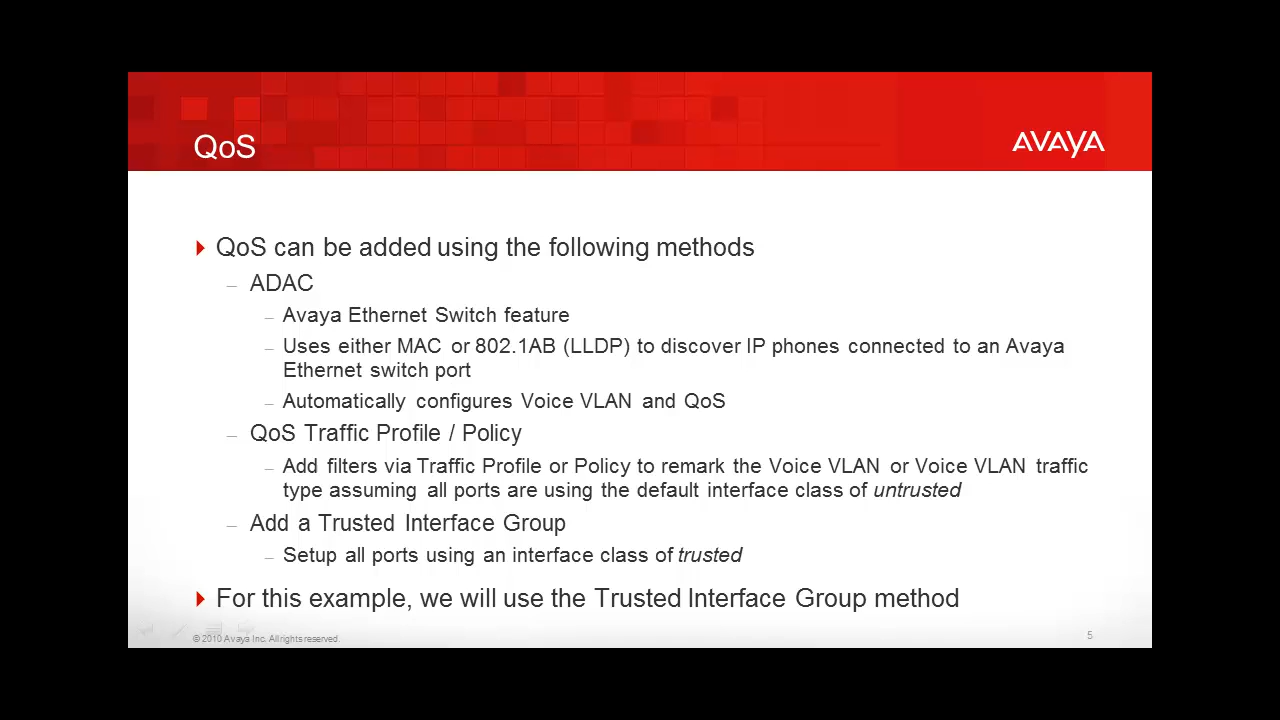 QoS
AVAYA
QoS can be added using the following methods
– ADAC
– Avaya Ethernet Switch feature
– Uses either MAC or 802.1AB (LLDP) to discover IP phones connected to an Avaya
Ethernet switch port
– Automatically configures Voice VLAN and QoS
– QoS Traffic Profile / Policy
– Add filters via Traffic Profile or Policy to remark the Voice VLAN or Voice VLAN traffic
type assuming all ports are using the default interface class of untrusted
– Add a Trusted Interface Group
– Setup all ports using an interface class of trusted
For this example, we will use the Trusted Interface Group method
© 2010 Avaya Inc. All rights reserved.
5